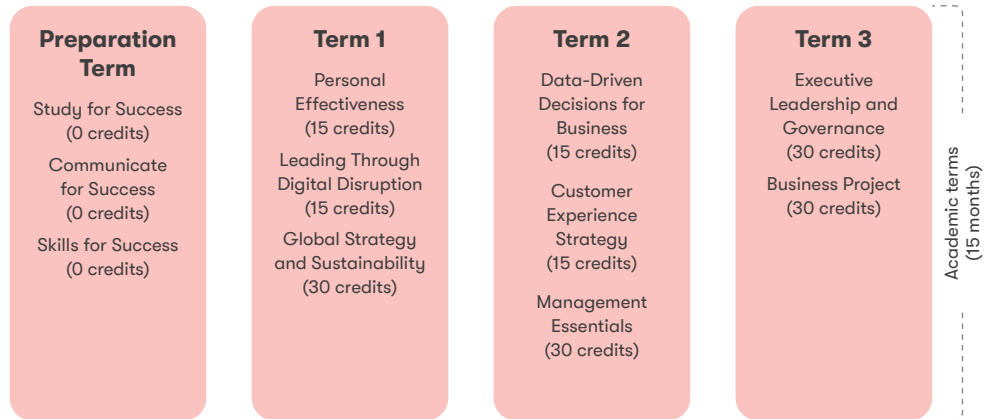 Preparation
Term
Study for Success
(0 credits)
Communicate
for Success
(0 credits)
Skills for Success
(0 credits)
Term 1
Personal
Effectiveness
(15 credits)
Leading Through
Digital Disruption
(15 credits)
Global Strategy
and Sustainability
(30 credits)
Term 2
Data-Driven
Decisions for
Business
(15 credits)
Customer
Experience
Strategy
(15 credits)
Management
Essentials
(30 credits)
Term 3
Executive
Leadership and
Governance
(30 credits)
Business Project
(30 credits)
Academic terms
(15 months)